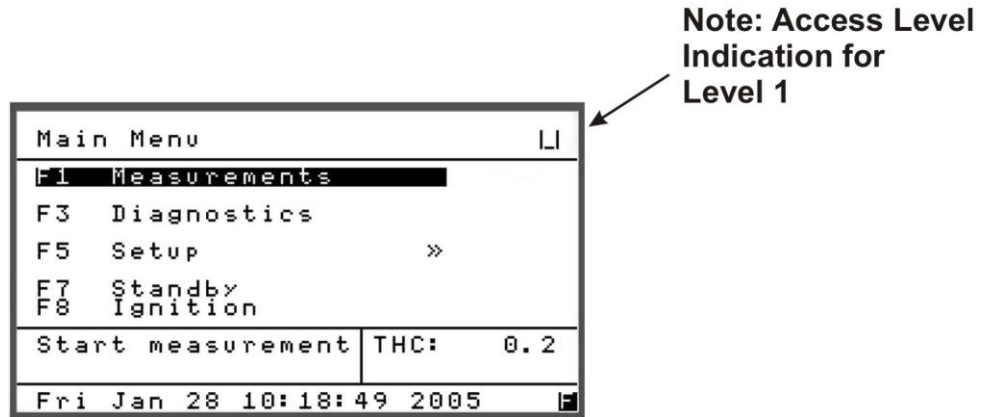 Note: Access Level
Indication for
Level 1
Main Menu
F1 Measurements
F3 Diagnostics
F5 Setup »
F7 Standby
F8 Ignition
Start measurement THC: 0.2
Fri Jan 28 10:18:49 2005 F